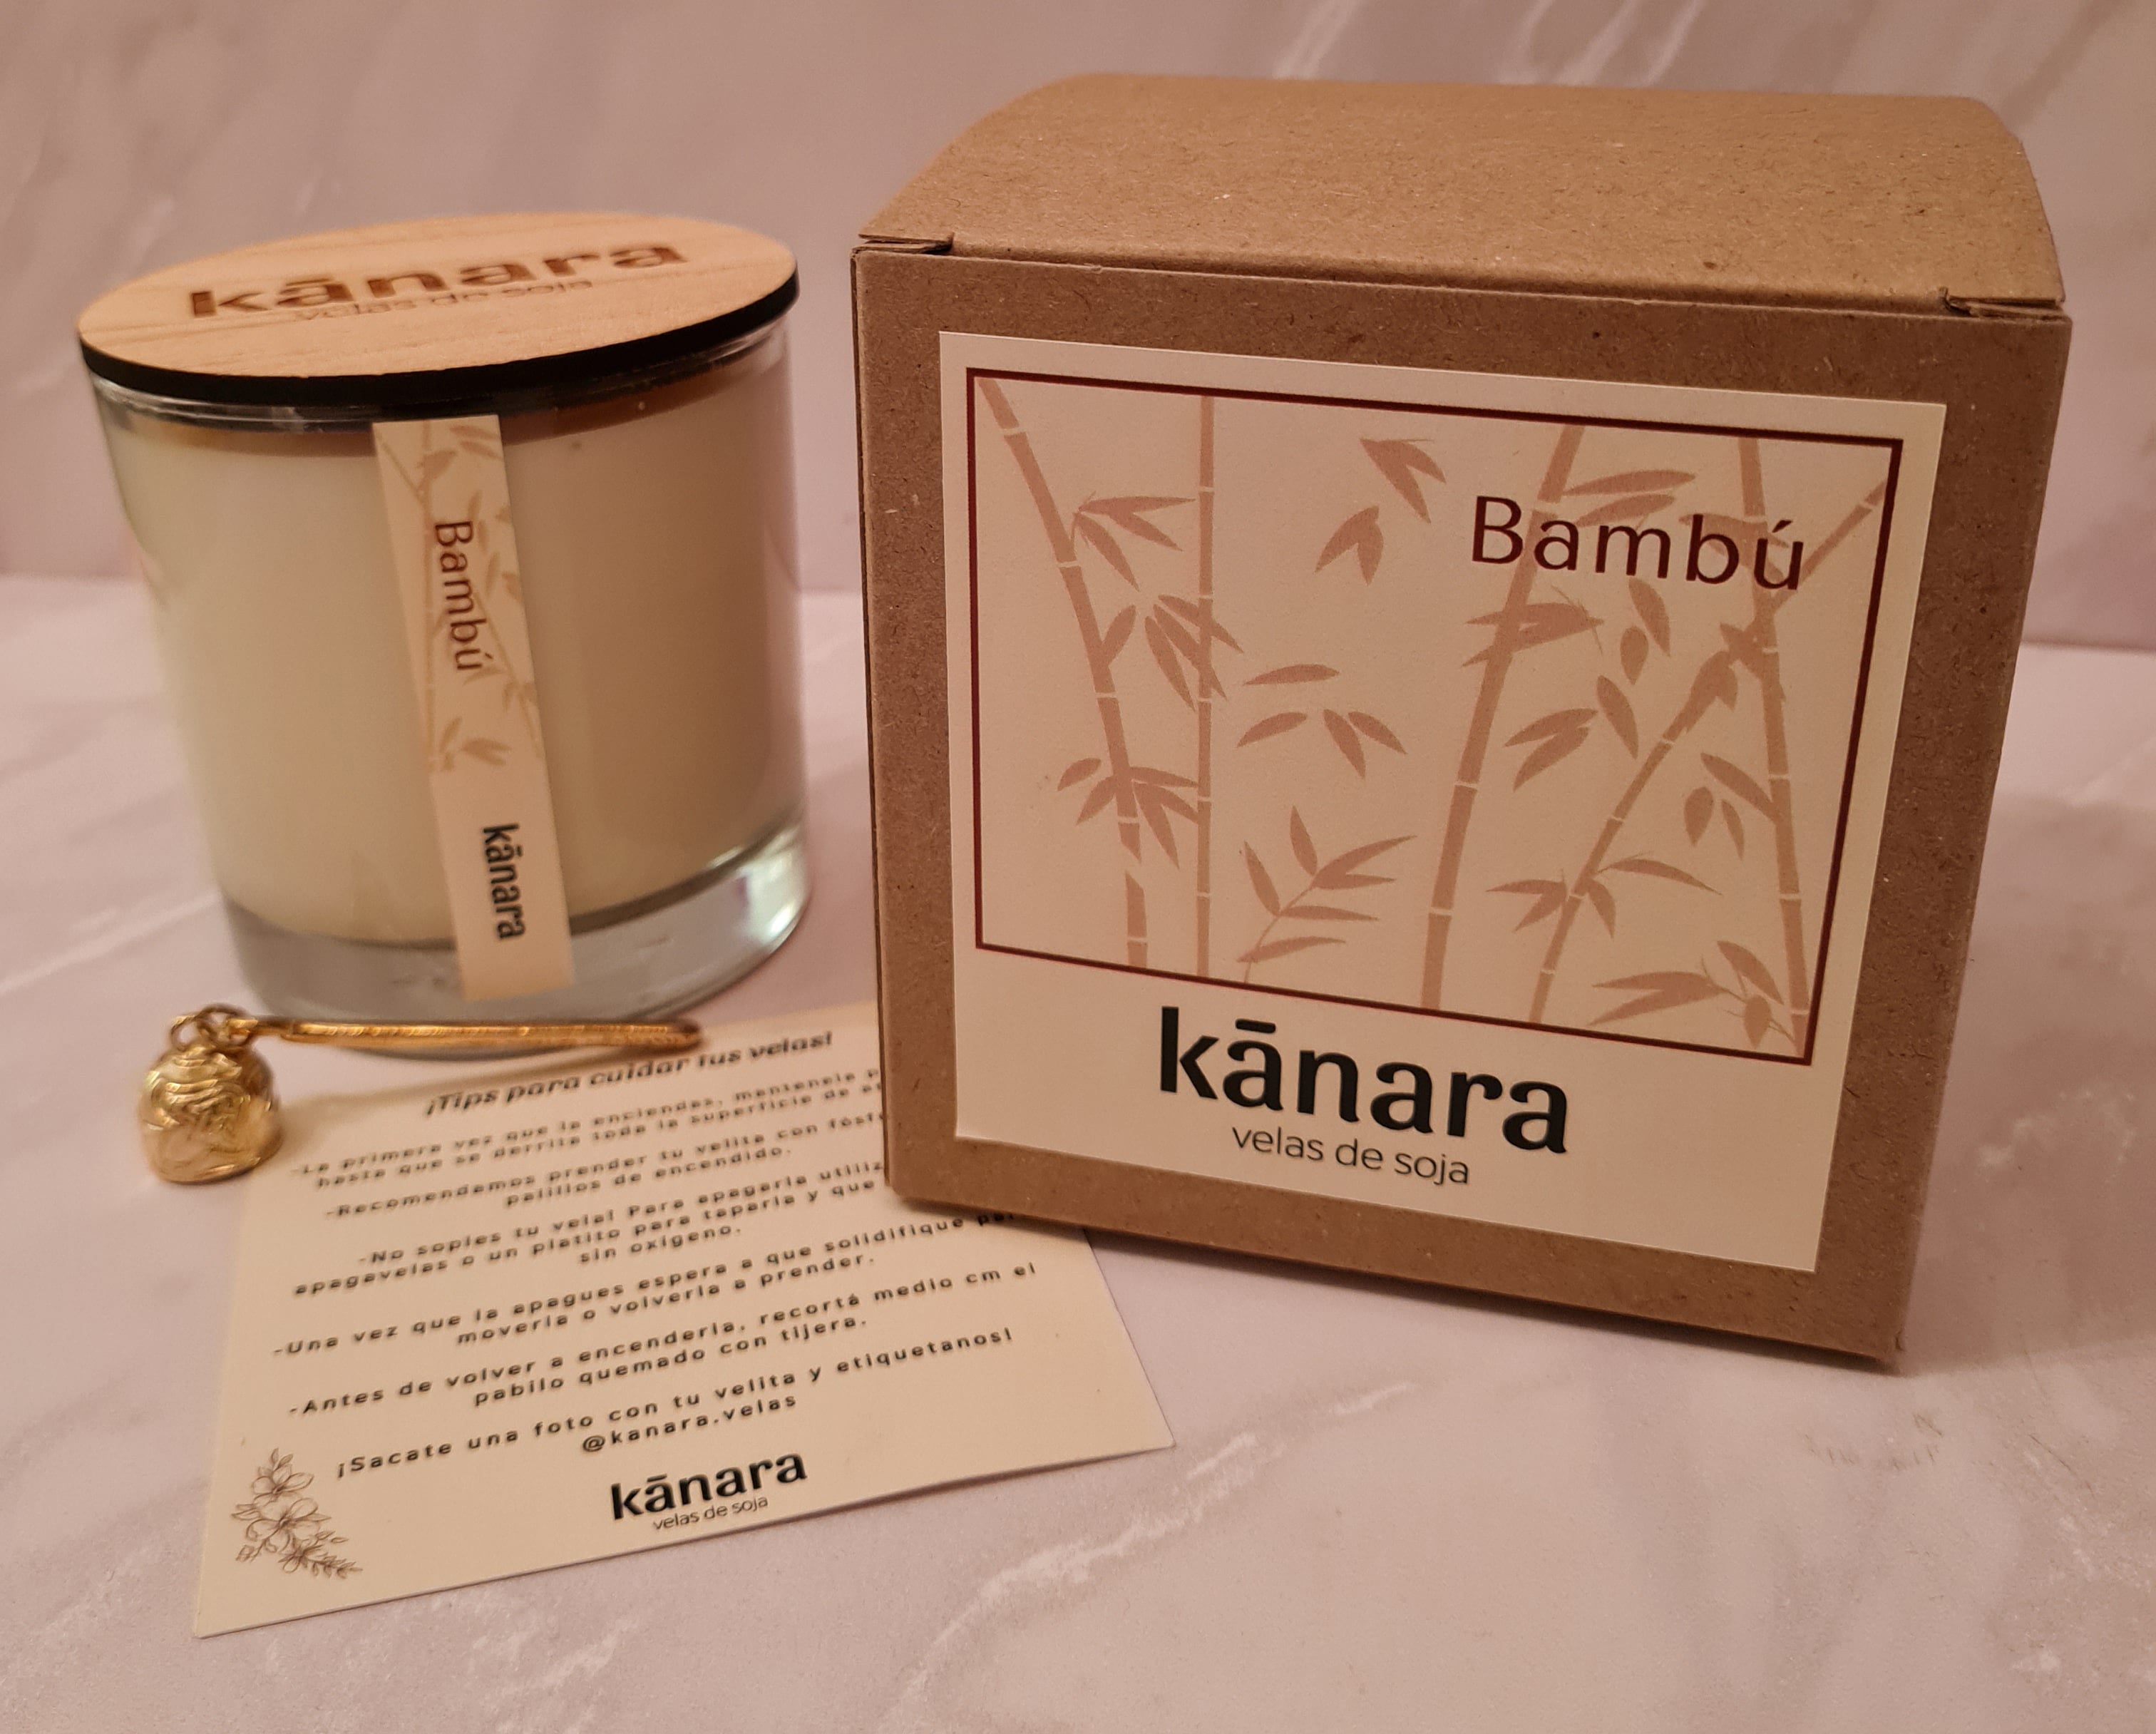 kānara
velas de soja
Bambú
kānara
Bambú
kānara
velas de soja
¡Tips para cuidar tus velas!
-La primera vez que la enciendas, mantenela
hasta que se derrita toda la superficie de
-Recomendamos prender tu velita con
palillos de encendido.
-No soples tu vela! Para apagarla
apagavelas o un platito para taparla y que
sin oxígeno.
-Una vez que la apagues espera a que solidifique
moverla o volverla a prender.
-Antes de volver a encenderla, recortá medio cm el
pabilo quemado con tijera.
¡Sacate una foto con tu velita y etiquetanos!
@kanara.velas
kānara
velas de soja